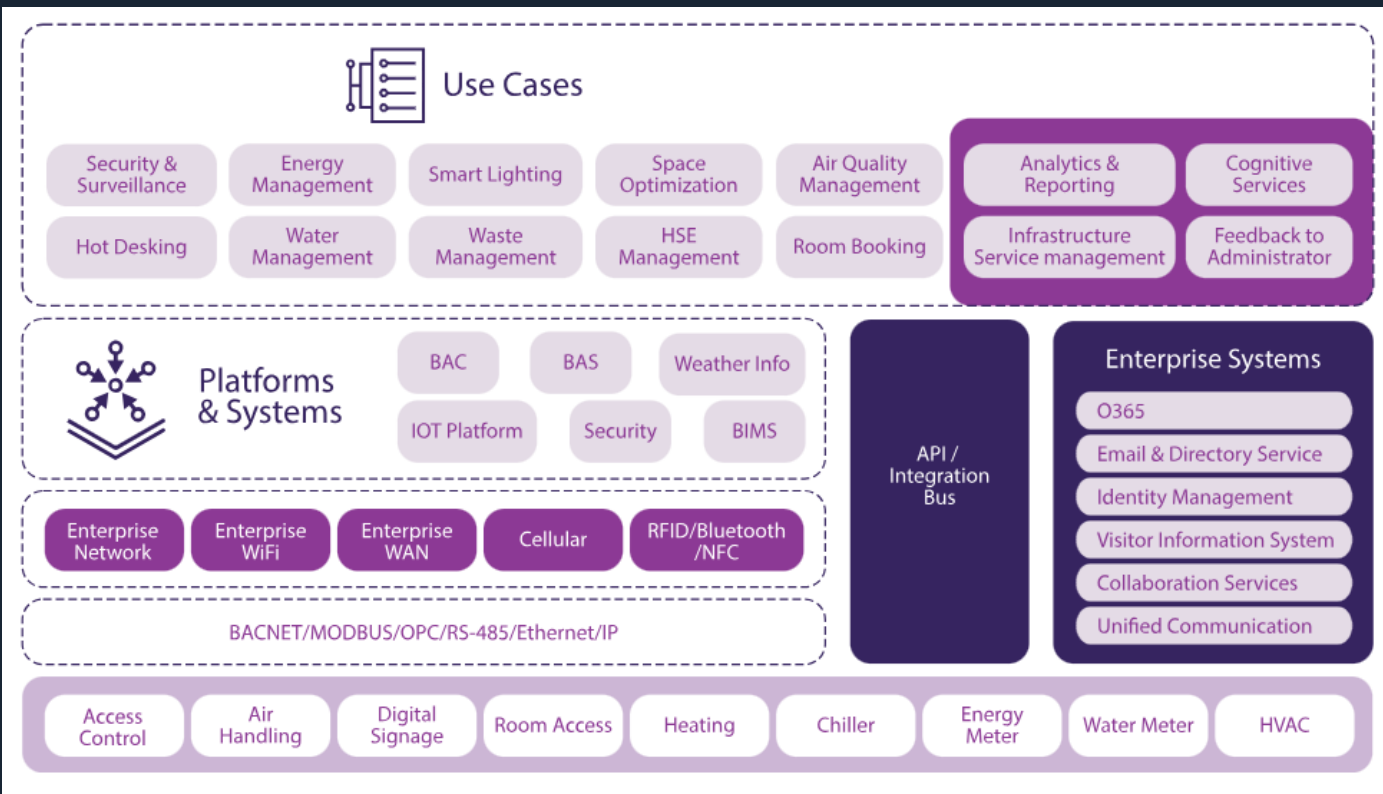 Use Cases
Security &
Surveillance
Energy
Management
Smart Lighting
Space
Optimization
Air Quality
Management
Analytics &
Reporting
Cognitive
Services
Hot Desking
Water
Management
Waste
Management
HSE
Management
Room Booking
Infrastructure
Service management
Feedback to
Administrator
Platforms
& Systems
BAC
BAS
Weather Info
IOT Platform
Security
BIMS
Enterprise
Network
Enterprise
WiFi
Enterprise
WAN
Cellular
RFID/Bluetooth
/NFC
BACNET/MODBUS/OPC/RS-485/Ethernet/IP
API /
Integration
Bus
Enterprise Systems
O365
Email & Directory Service
Identity Management
Visitor Information System
Collaboration Services
Unified Communication
Access
Control
Air
Handling
Digital
Signage
Room Access
Heating
Chiller
Energy
Meter
Water Meter
HVAC